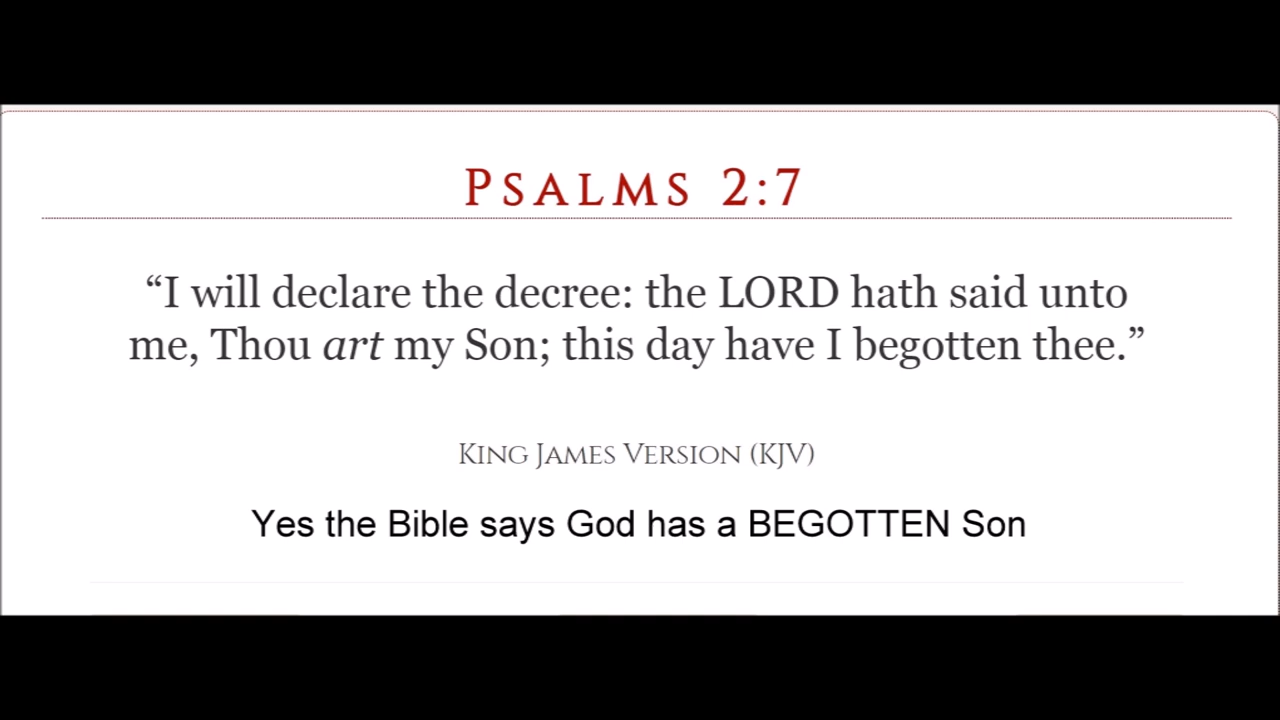 Psalms 2:7
“I will declare the decree: the LORD hath said unto
me, Thou art my Son; this day have I begotten thee.”
King James Version (KJV)
Yes the Bible says God has a BEGOTTEN Son